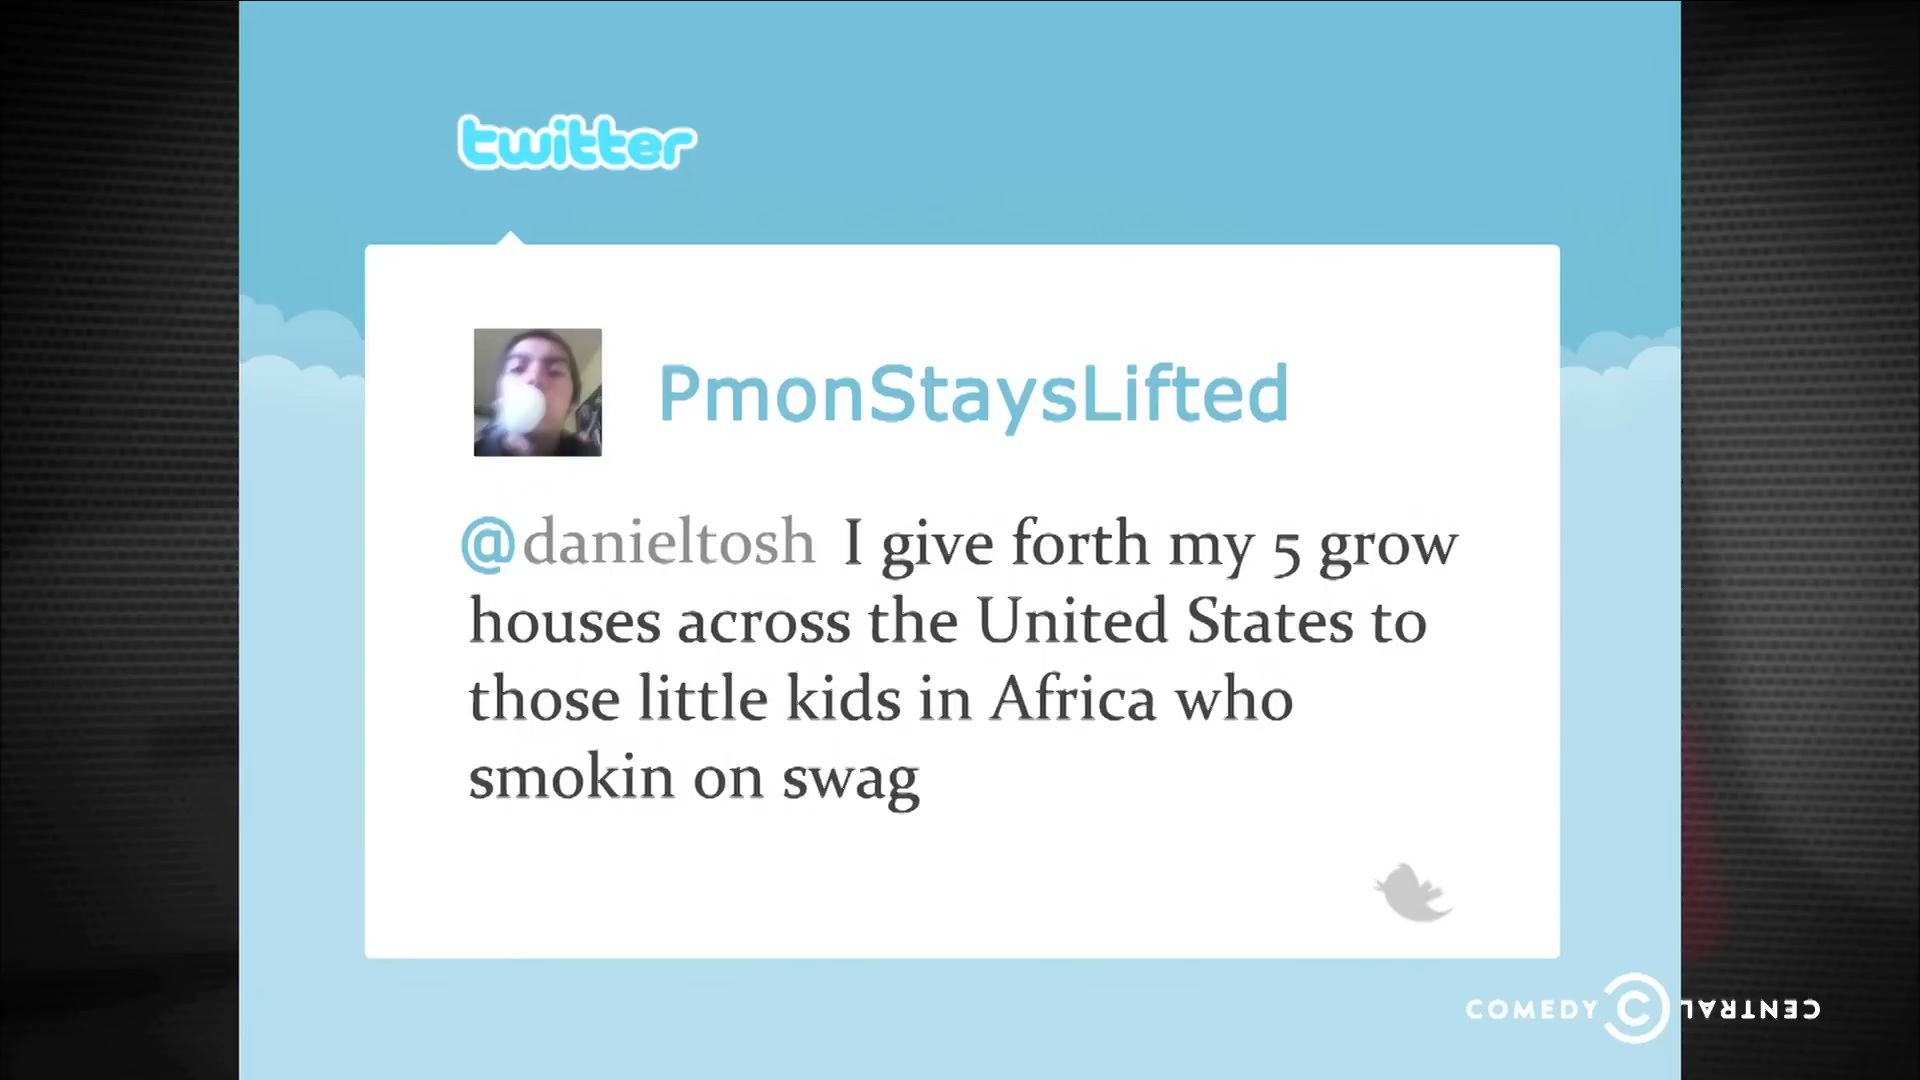 twitter
PmonStaysLifted
@danieltosh I give forth my 5 grow
houses across the United States to
those little kids in Africa who
smokin on swag
COMEDY C CENTRAL